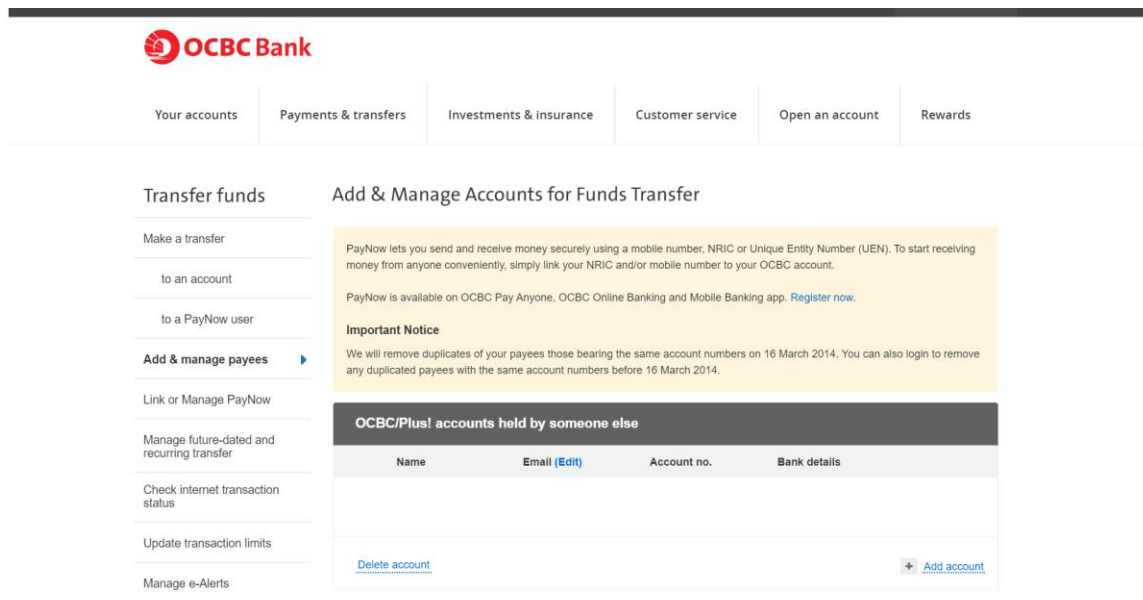 OCBC Bank
Your accounts
Payments & transfers
Investments & insurance
Customer service
Open an account
Rewards
Transfer funds
Make a transfer
to an account
to a PayNow user
Add & manage payees
Link or Manage PayNow
Manage future-dated and
recurring transfer
Check internet transaction
status
Update transaction limits
Manage e-Alerts
Add & Manage Accounts for Funds Transfer
PayNow lets you send and receive money securely using a mobile number, NRIC or Unique Entity Number (UEN). To start receiving
money from anyone conveniently, simply link your NRIC and/or mobile number to your OCBC account.
PayNow is available on OCBC Pay Anyone, OCBC Online Banking and Mobile Banking app. Register now.
Important Notice
We will remove duplicates of your payees those bearing the same account numbers on 16 March 2014. You can also login to remove
any duplicated payees with the same account numbers before 16 March 2014.
OCBC/Plus! accounts held by someone else
Name Email (Edit) Account no. Bank details
Delete account
+ Add account